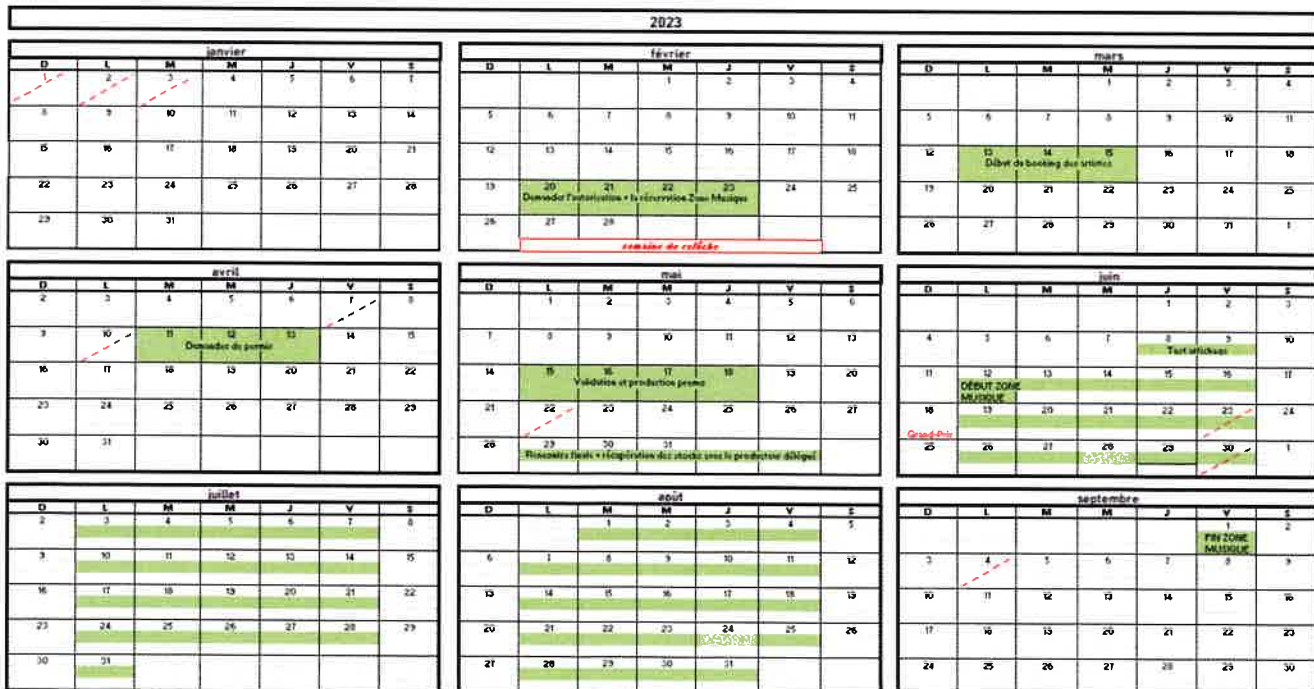 2023
janvier
D L M M J V S
1 2 3 4 5 6 7
8 9 10 11 12 13 14
15 16 17 18 19 20 21
22 23 24 25 26 27 28
29 30 31
février
D L M M J V S
1 2 3 4
5 6 7 8 9 10 11
12 13 14 15 16 17 18
19 20 21 22 23 24 25
Demander l'autorisation + la réservation Zone Musique
26 27 28
semaine de relâche
mars
D L M M J V S
1 2 3 4
5 6 7 8 9 10 11
12 13 14 15 16 17 18
Début de booking des artistes
19 20 21 22 23 24 25
26 27 28 29 30 31 1
avril
D L M M J V S
2 3 4 5 6 7 8
9 10 11 12 13 14 15
Demandes de permis
16 17 18 19 20 21 22
23 24 25 26 27 28 29
30 31
mai
D L M M J V S
1 2 3 4 5 6
7 8 9 10 11 12 13
14 15 16 17 18 19 20
Validation et production promo
21 22 23 24 25 26 27
28 29 30 31
Rencontre finale + récupération des stocks avec le producteur délégué
juin
D L M M J V S
1 2 3
4 5 6 7 8 9 10
Test affichage
11 12 13 14 15 16 17
DÉBUT ZONE
MUSIQUE
18 19 20 21 22 23 24
Grand-Prix
25 26 27 28 29 30 1
juillet
D L M M J V S
2 3 4 5 6 7 8
9 10 11 12 13 14 15
16 17 18 19 20 21 22
23 24 25 26 27 28 29
30 31
août
D L M M J V S
1 2 3 4 5
6 7 8 9 10 11 12
13 14 15 16 17 18 19
20 21 22 23 24 25 26
27 28 29 30 31
septembre
D L M M J V S
1 2
FIN ZONE
MUSIQUE
3 4 5 6 7 8 9
10 11 12 13 14 15 16
17 18 19 20 21 22 23
24 25 26 27 28 29 30